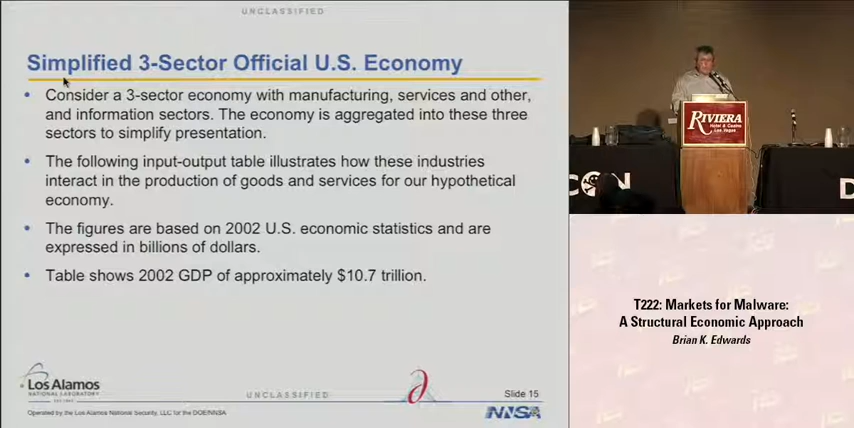 UNCLASSIFIED
Simplified 3-Sector Official U.S. Economy
• Consider a 3-sector economy with manufacturing, services and other,
and information sectors. The economy is aggregated into these three
sectors to simplify presentation.
• The following input-output table illustrates how these industries
interact in the production of goods and services for our hypothetical
economy.
• The figures are based on 2002 U.S. economic statistics and are
expressed in billions of dollars.
• Table shows 2002 GDP of approximately $10.7 trillion.
Los Alamos
NATIONAL LABORATORY
UNCLASSIFIED
Slide 15
Operated by the Los Alamos National Security, LLC for the DOE/NNSA
NNSA
RIVIERA
Hotel & Casino
Las Vegas
CON
D
T222: Markets for Malware:
A Structural Economic Approach
Brian K. Edwards